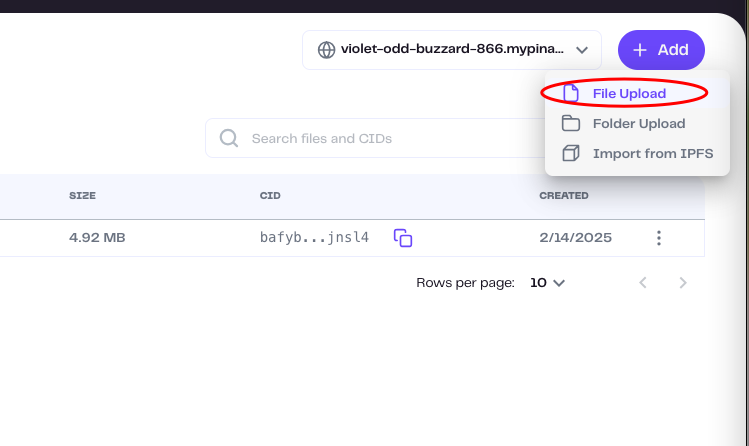 violet-odd-buzzard-866.mypina...
Add
File Upload
Folder Upload
Import from IPFS
Search files and CIDs
SIZE CID CREATED
4.92 MB bafyb...jnsl4 2/14/2025
Rows per page: 10